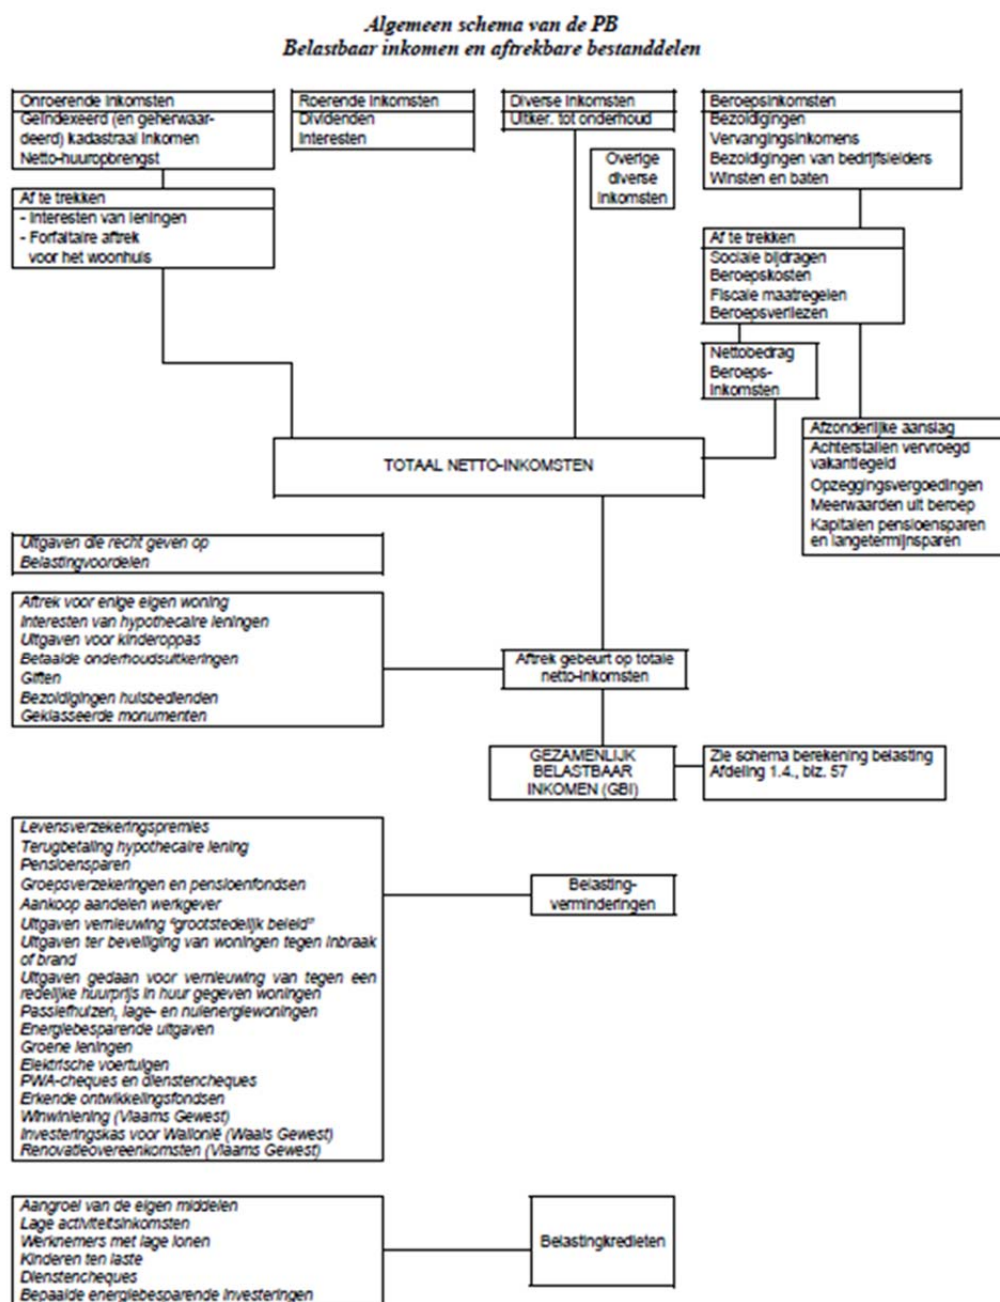 Algemeen schema van de PB
Belastbaar inkomen en aftrekbare bestanddelen
Onroerende inkomsten
Geïndexeerd (en geherwaar-
deerd) kadastraal inkomen
Netto-huuropbrengst
Af te trekken
- Interesten van leningen
- Forfaitaire aftrek
voor het woonhuis
Roerende inkomsten
Dividenden
Interesten
Diverse inkomsten
Uitker. tot onderhoud
Overige
diverse
inkomsten
Beroepsinkomsten
Bezoldigingen
Vervangingsinkomens
Bezoldigingen van bedrijfsleiders
Winsten en baten
Af te trekken
Sociale bijdragen
Beroepskosten
Fiscale maatregelen
Beroepsverliezen
Nettobedrag
Beroeps-
inkomsten
Afzonderlijke aanslag
Achterstallen vervroegd
vakantiegeld
Opzeggingsvergoedingen
Meerwaarden uit beroep
Kapitalen pensioensparen
en langetermijnsparen
TOTAAL NETTO-INKOMSTEN
Uitgaven die recht geven op
Belastingvoordelen
Aftrek voor enige eigen woning
Interesten van hypothecaire leningen
Uitgaven voor kinderoppas
Betaalde onderhoudsuitkeringen
Giften
Bezoldigingen huisbedienden
Geklasseerde monumenten
Aftrek gebeurt op totale
netto-inkomsten
GEZAMENLIJK
BELASTBAAR
INKOMEN (GBI)
Zie schema berekening belasting
Afdeling 1.4., blz. 57
Levensverzekeringspremies
Terugbetaling hypothecaire lening
Pensioensparen
Groepsverzekeringen en pensioenfondsen
Aankoop aandelen werkgever
Uitgaven vernieuwing "grootstedelijk beleid"
Uitgaven ter beveiliging van woningen tegen inbraak
of brand
Uitgaven gedaan voor vernieuwing van tegen een
redelijke huurprijs in huur gegeven woningen
Passiefhuizen, lage- en nulenergiewoningen
Energiebesparende uitgaven
Groene leningen
Elektrische voertuigen
PWA-cheques en dienstencheques
Erkende ontwikkelingsfondsen
Winwinlening (Vlaams Gewest)
Investeringskas voor Wallonië (Waals Gewest)
Renovatieovereenkomsten (Vlaams Gewest)
Belasting-
verminderingen
Aangroei van de eigen middelen
Lage activiteitsinkomsten
Werknemers met lage lonen
Kinderen ten laste
Dienstencheques
Bepaalde energiebesparende investeringen
Belastingkredieten